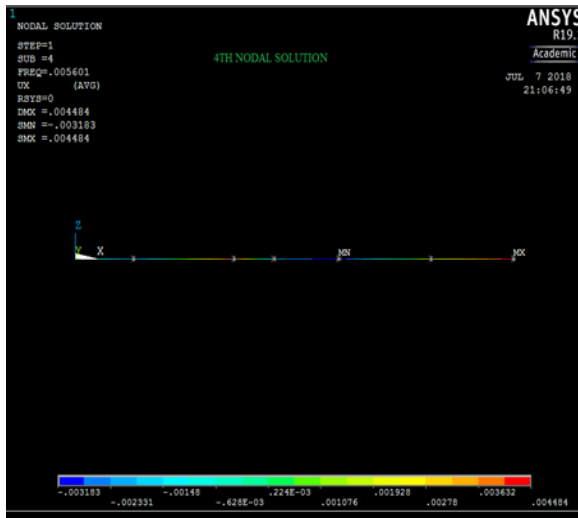 1
NODAL SOLUTION
STEP=1
SUB =4
FREQ=.005601
UX (AVG)
RSYS=0
DMX =.004484
SMN =-.003183
SMX =.004484
4TH NODAL SOLUTION
ANSYS
R19.
Academic
JUL 7 2018
21:06:49
Z
Y X
MN
MX
-.003183 -.00148 .224E-03 .001928 .003632
-.002331 -.628E-03 .001076 .00278 .004484